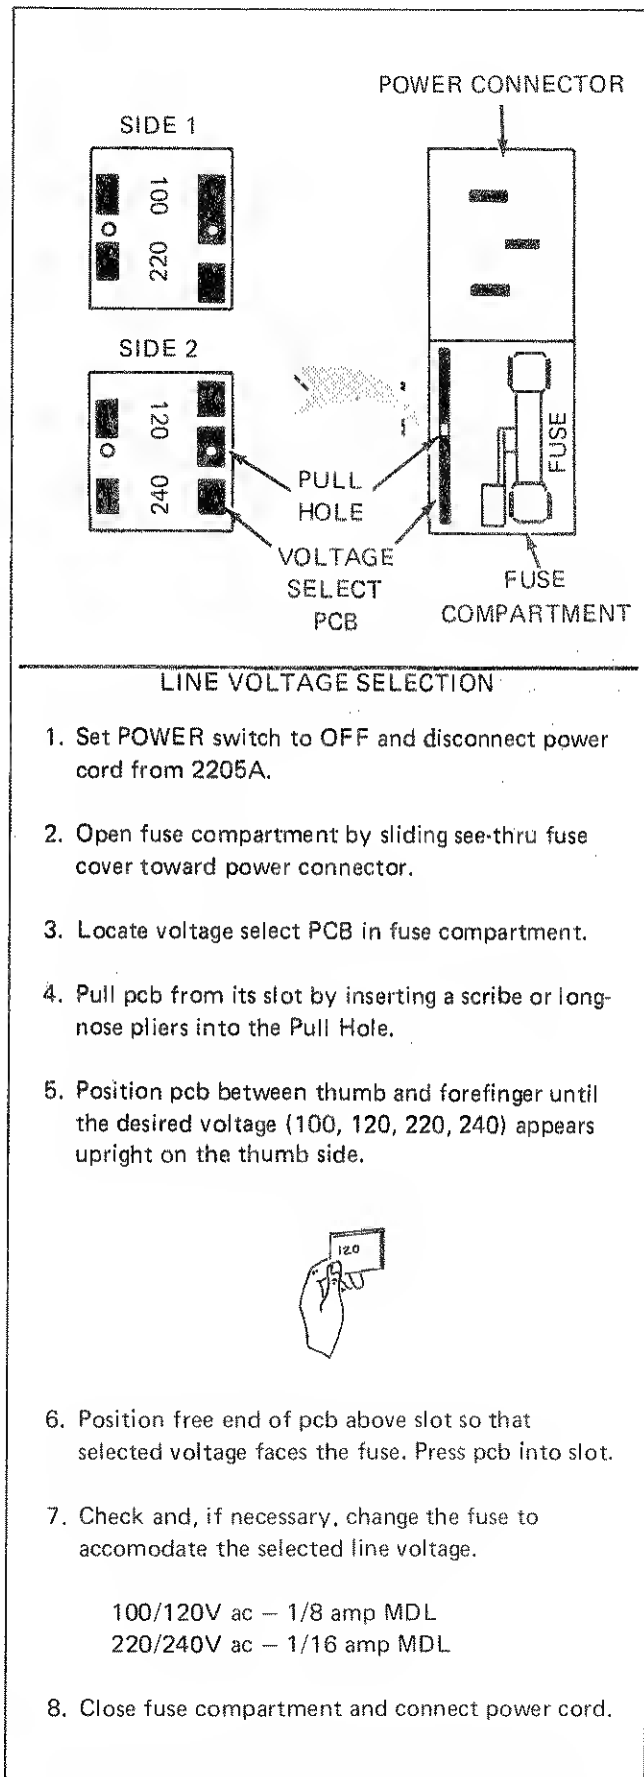 POWER CONNECTOR
SIDE 1
100
220
SIDE 2
120
240
PULL
HOLE
VOLTAGE
SELECT
PCB
FUSE
FUSE
COMPARTMENT
LINE VOLTAGE SELECTION
1. Set POWER switch to OFF and disconnect power
cord from 2205A.
2. Open fuse compartment by sliding see-thru fuse
cover toward power connector.
3. Locate voltage select PCB in fuse compartment.
4. Pull pcb from its slot by inserting a scribe or long-
nose pliers into the Pull Hole.
5. Position pcb between thumb and forefinger until
the desired voltage (100, 120, 220, 240) appears
upright on the thumb side.
120
6. Position free end of pcb above slot so that
selected voltage faces the fuse. Press pcb into slot.
7. Check and, if necessary, change the fuse to
accomodate the selected line voltage.
100/120V ac — 1/8 amp MDL
220/240V ac — 1/16 amp MDL
8. Close fuse compartment and connect power cord.